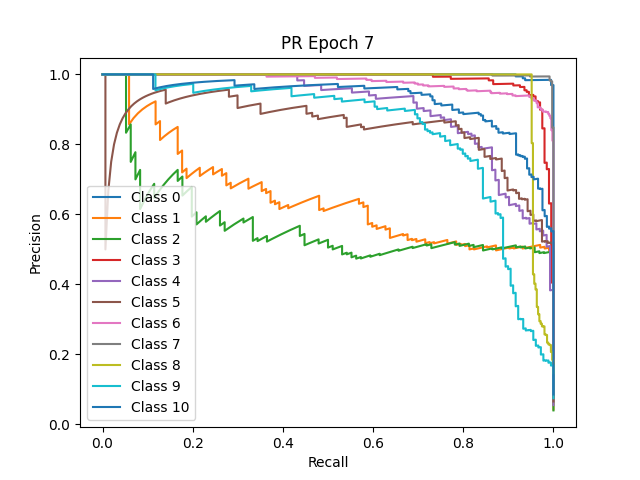 PR Epoch 7
Precision
1.0
0.8
0.6
0.4
0.2
0.0
Class 0
Class 1
Class 2
Class 3
Class 4
Class 5
Class 6
Class 7
Class 8
Class 9
Class 10
0.0 0.2 0.4 0.6 0.8 1.0
Recall